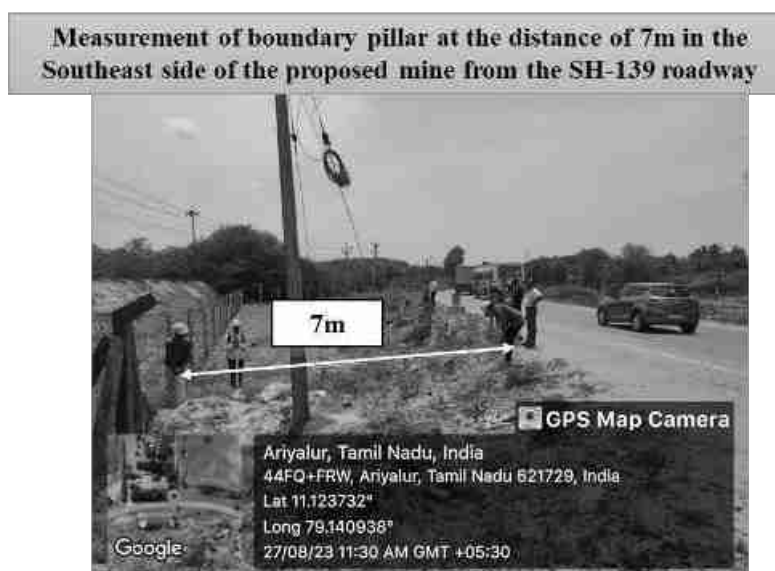 Measurement of boundary pillar at the distance of 7m in the
Southeast side of the proposed mine from the SH-139 roadway
7m
GPS Map Camera
Ariyalur, Tamil Nadu, India
44FQ+FRW, Ariyalur, Tamil Nadu 621729, India
Lat 11.123732°
Long 79.140938°
27/08/23 11:30 AM GMT +05:30
Google